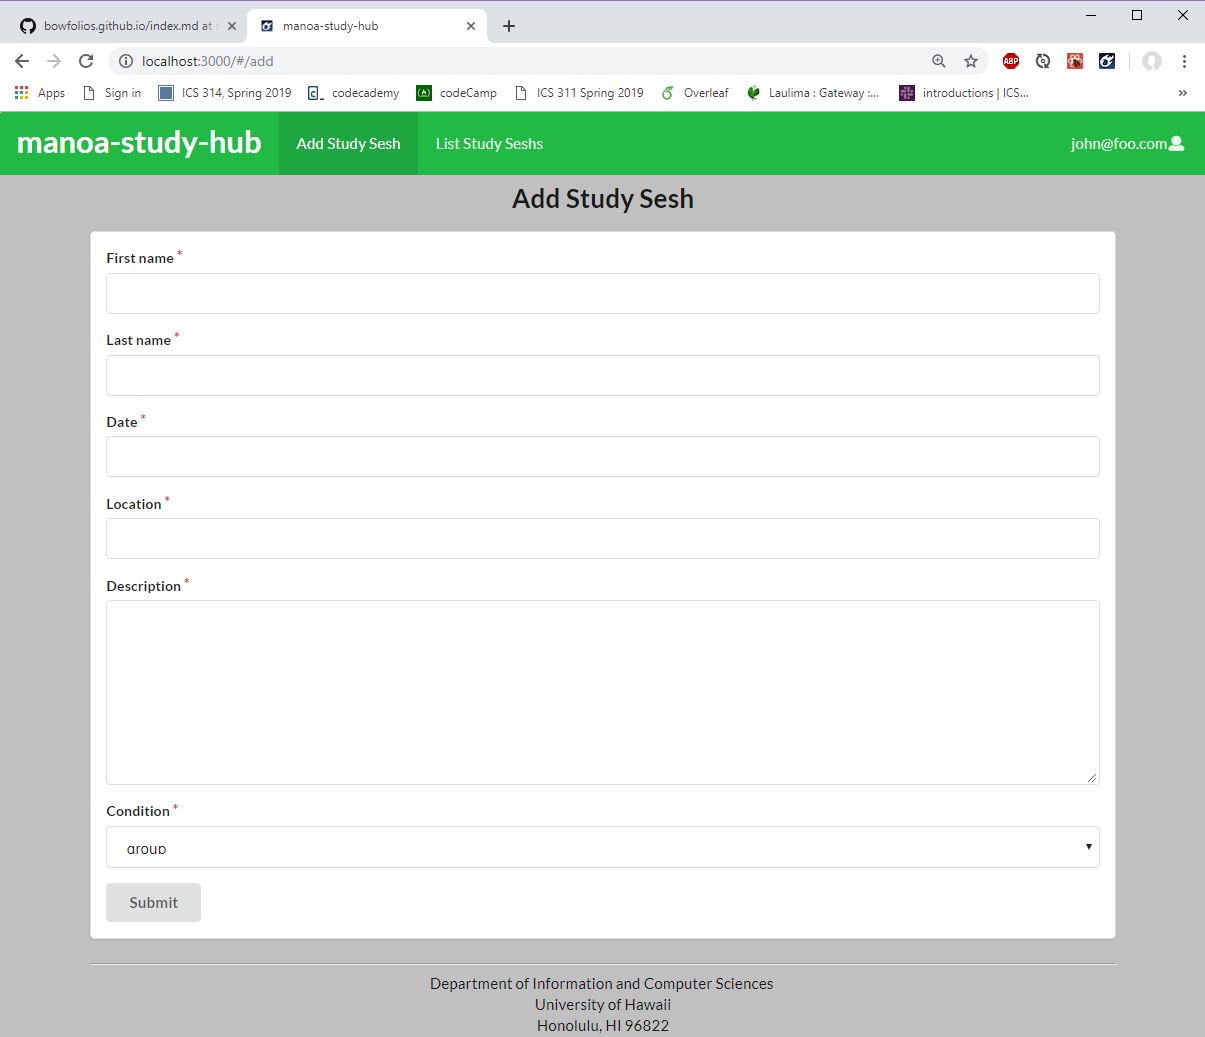 bowfolios.github.io/index.md at
manoa-study-hub
localhost:3000/#/add
ABP
Apps
Sign in
ICS 314, Spring 2019
codecademy
codeCamp
ICS 311 Spring 2019
Overleaf
Laulima : Gateway :...
introductions | ICS...
»
manoa-study-hub
Add Study Sesh
List Study Seshs
john@foo.com
Add Study Sesh
First name *
Last name *
Date *
Location *
Description *
Condition *
group
Submit
Department of Information and Computer Sciences
University of Hawaii
Honolulu, HI 96822